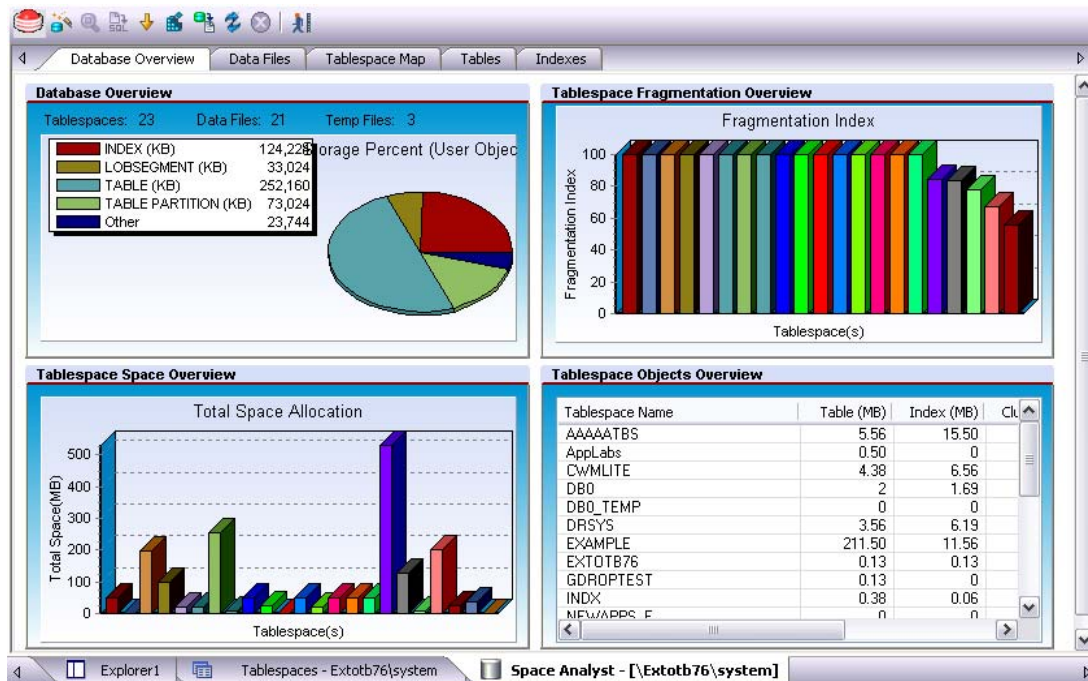 SQL
Database Overview Data Files Tablespace Map Tables Indexes
Database Overview
Tablespaces: 23 Data Files: 21 Temp Files: 3
Storage Percent (User Objec
INDEX (KB) 124,228
LOBSEGMENT (KB) 33,024
TABLE (KB) 252,160
TABLE PARTITION (KB) 73,024
Other 23,744
Tablespace Fragmentation Overview
Fragmentation Index
Fragmentation Index
100
80
60
40
20
0
Tablespace(s)
Tablespace Space Overview
Total Space Allocation
Total Space(MB)
500
400
300
200
100
0
Tablespace(s)
Tablespace Objects Overview
Tablespace Name Table (MB) Index (MB) Clu
AAAAATBS 5.56 15.50
AppLabs 0.50 0
CWMLITE 4.38 6.56
DB0 2 1.69
DB0_TEMP 0 0
DRSYS 3.56 6.19
EXAMPLE 211.50 11.56
EXTOTB76 0.13 0.13
GDROPTEST 0.13 0
INDX 0.38 0.06
NEWAPPS_F 0 0
Explorer1 Tablespaces - Extotb76\system Space Analyst - [\Extotb76\system]